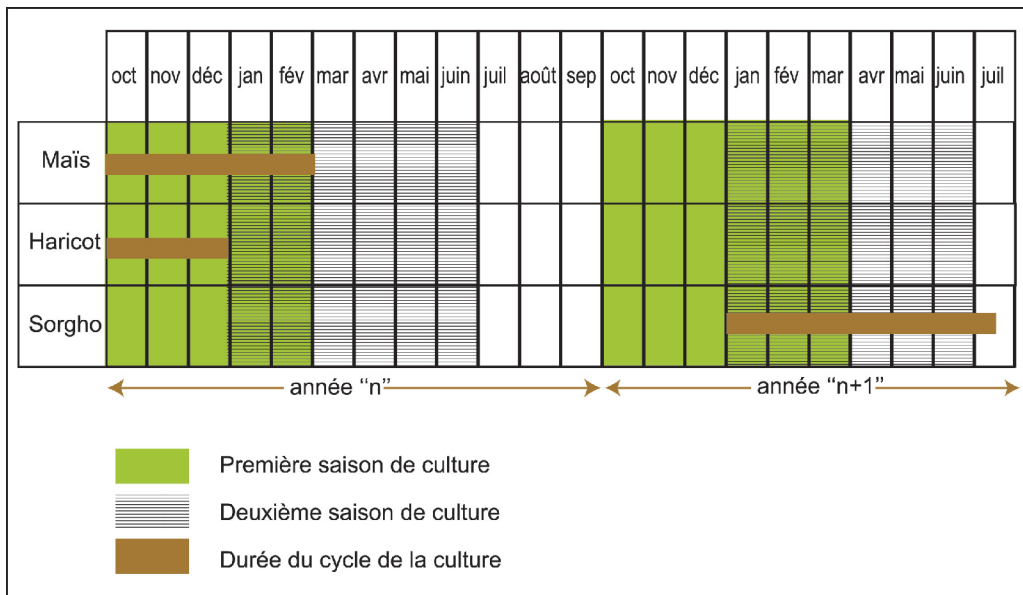 oct nov déc jan fév mar avr mai juin juil août sep oct nov déc jan fév mar avr mai juin juil
Maïs
Haricot
Sorgho
année “n” année “n+1”
Première saison de culture
Deuxième saison de culture
Durée du cycle de la culture